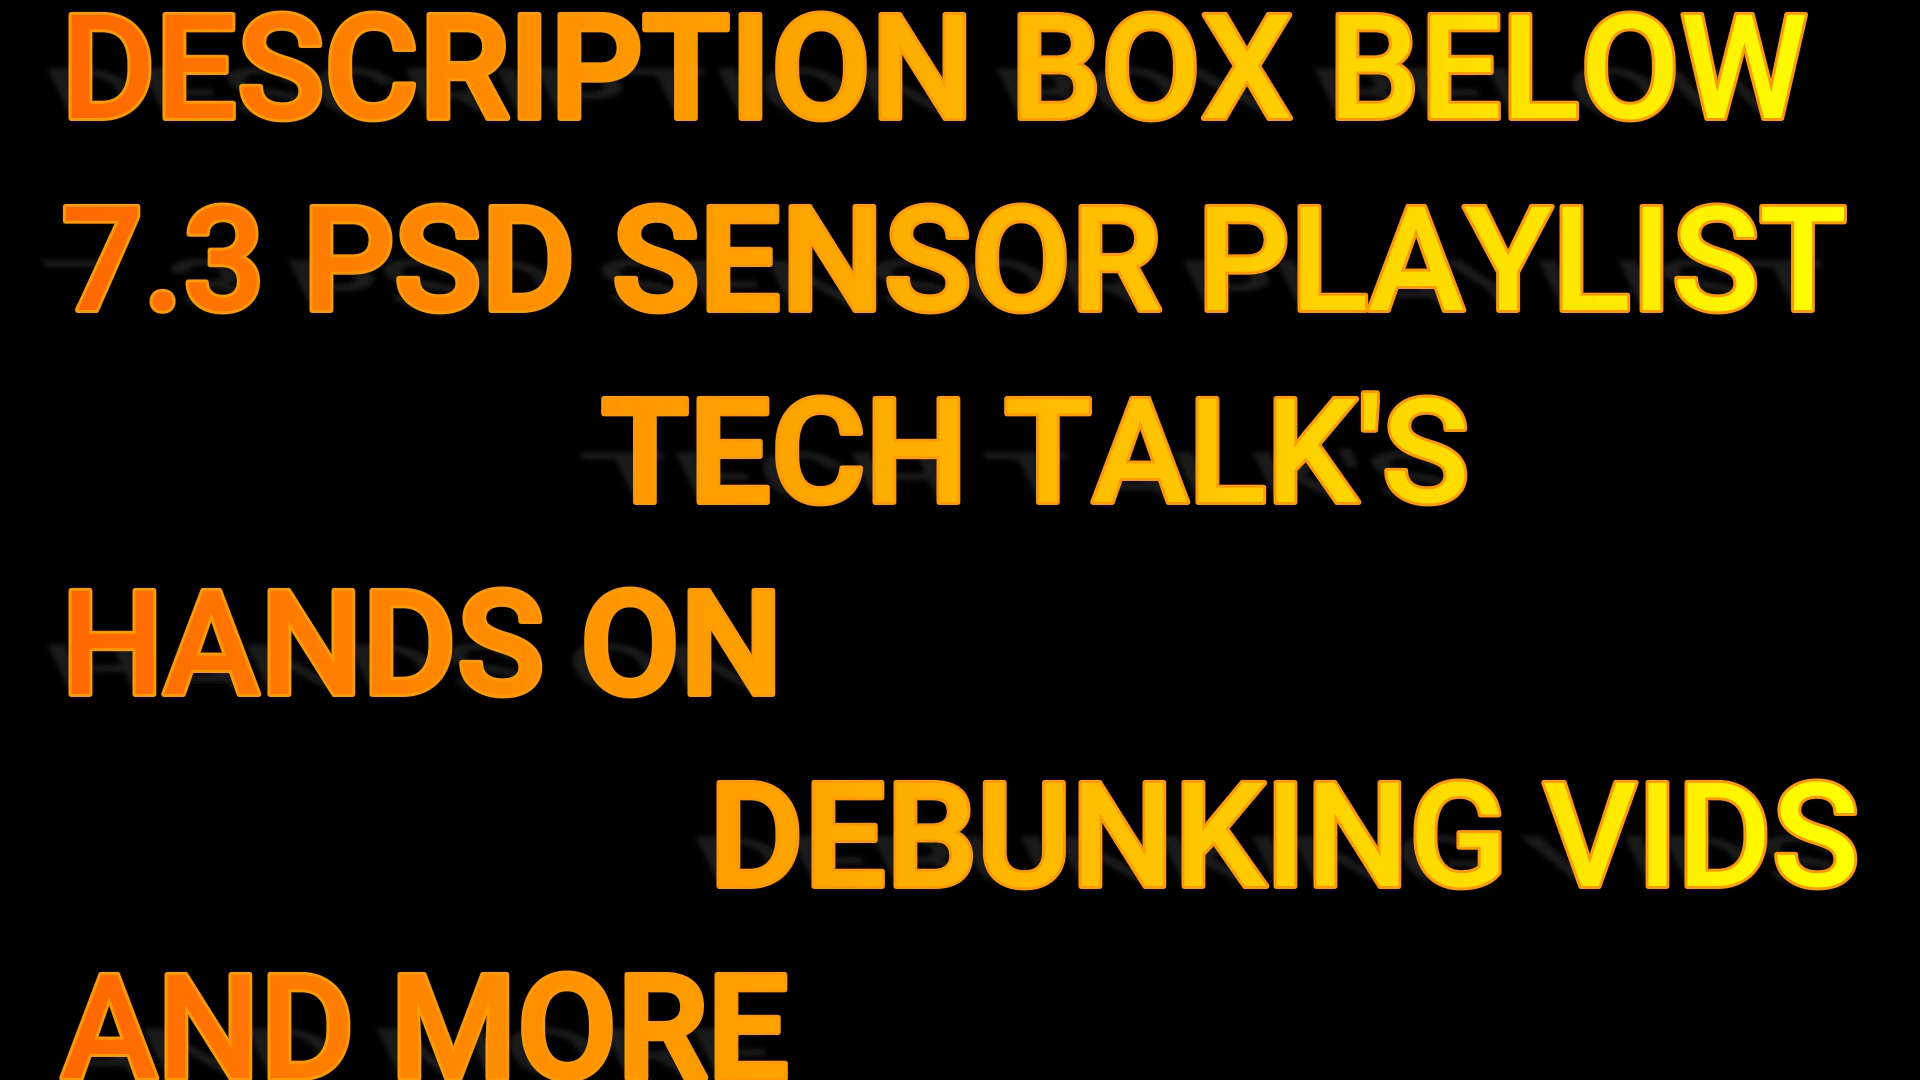 DESCRIPTION BOX BELOW
7.3 PSD SENSOR PLAYLIST
TECH TALK'S
HANDS ON
DEBUNKING VIDS
AND MORE